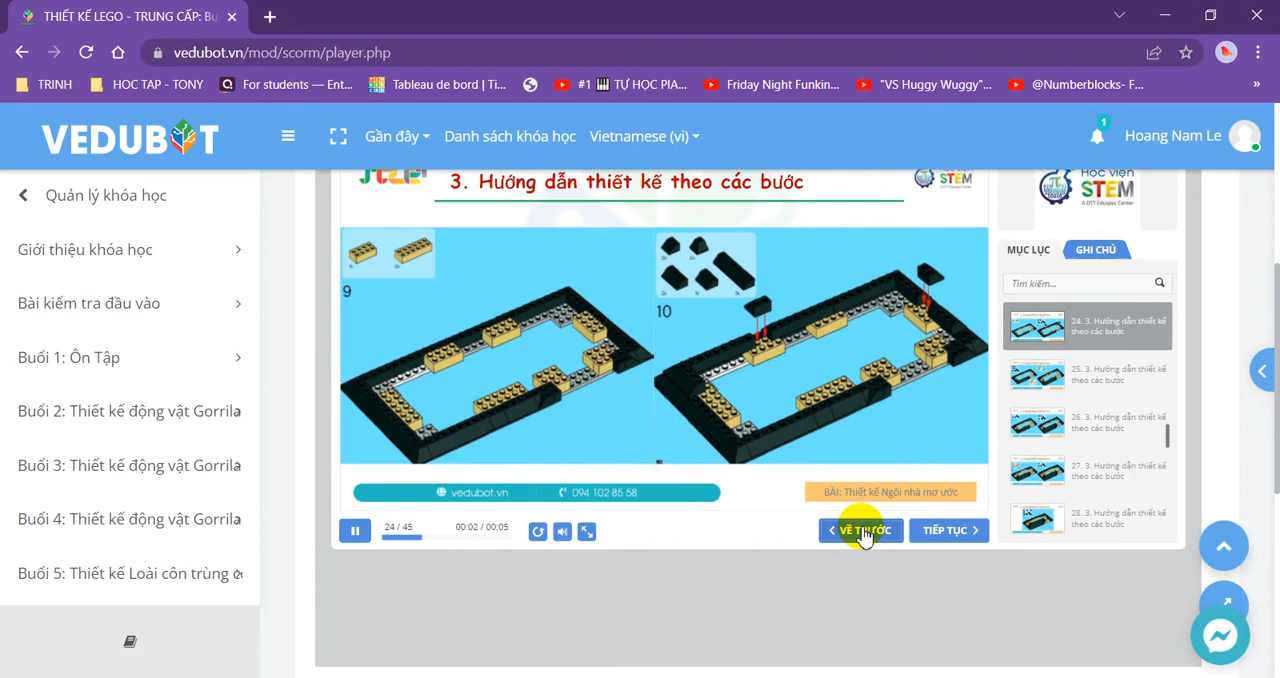 THIẾT KẾ LEGO - TRUNG CẤP: Bu
vedubot.vn/mod/scorm/player.php
TRINH
HOC TAP - TONY
For students — Ent...
Tableau de bord | Ti...
#1 TỰ HỌC PIA...
Friday Night Funkin...
"VS Huggy Wuggy"...
@Numberblocks- F...
»
VEDUBOT
Gần đây
Danh sách khóa học
Vietnamese (vi)
1
Hoang Nam Le
Quản lý khóa học
Giới thiệu khóa học
Bài kiểm tra đầu vào
Buổi 1: Ôn Tập
Buổi 2: Thiết kế động vật Gorrila
Buổi 3: Thiết kế động vật Gorrila
Buổi 4: Thiết kế động vật Gorrila
Buổi 5: Thiết kế Loài côn trùng
3. Hướng dẫn thiết kế theo các bước
STEM
9
10
vedubot.vn
094 102 85 58
BÀI: Thiết kế Ngôi nhà mơ ước
24 / 45
00:02 / 00:05
VỀ TRƯỚC
TIẾP TỤC
Học viện
STEM
A DTT Eduspec Center
MỤC LỤC
GHI CHÚ
Tìm kiếm...
24. 3. Hướng dẫn thiết kế
theo các bước
25. 3. Hướng dẫn thiết kế
theo các bước
26. 3. Hướng dẫn thiết kế
theo các bước
27. 3. Hướng dẫn thiết kế
theo các bước
28. 3. Hướng dẫn thiết kế
theo các bước